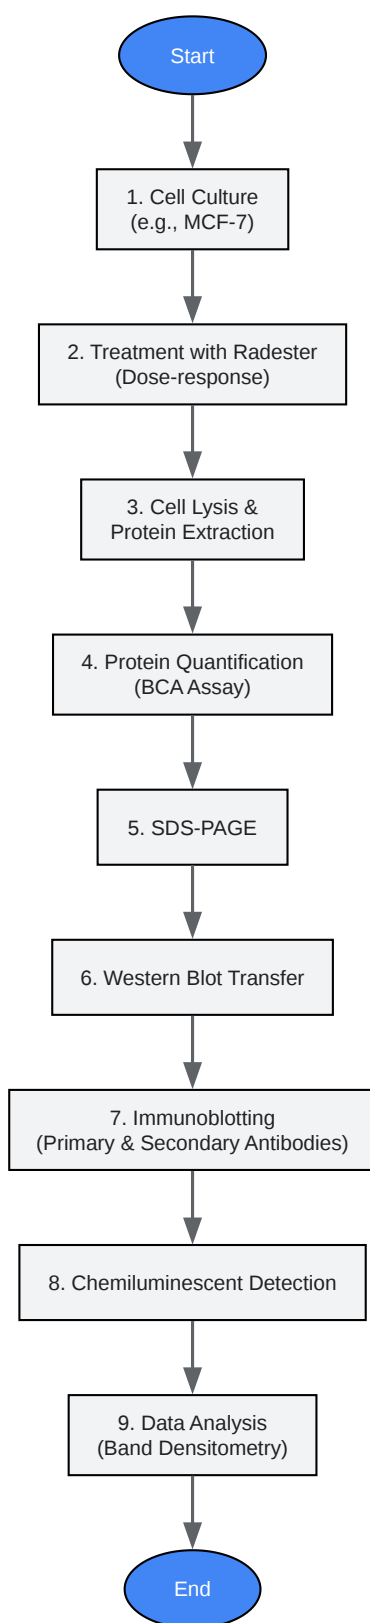 Start
1. Cell Culture
(e.g., MCF-7)
2. Treatment with Radester
(Dose-response)
3. Cell Lysis &
Protein Extraction
4. Protein Quantification
(BCA Assay)
5. SDS-PAGE
6. Western Blot Transfer
7. Immunoblotting
(Primary & Secondary Antibodies)
8. Chemiluminescent Detection
9. Data Analysis
(Band Densitometry)
End